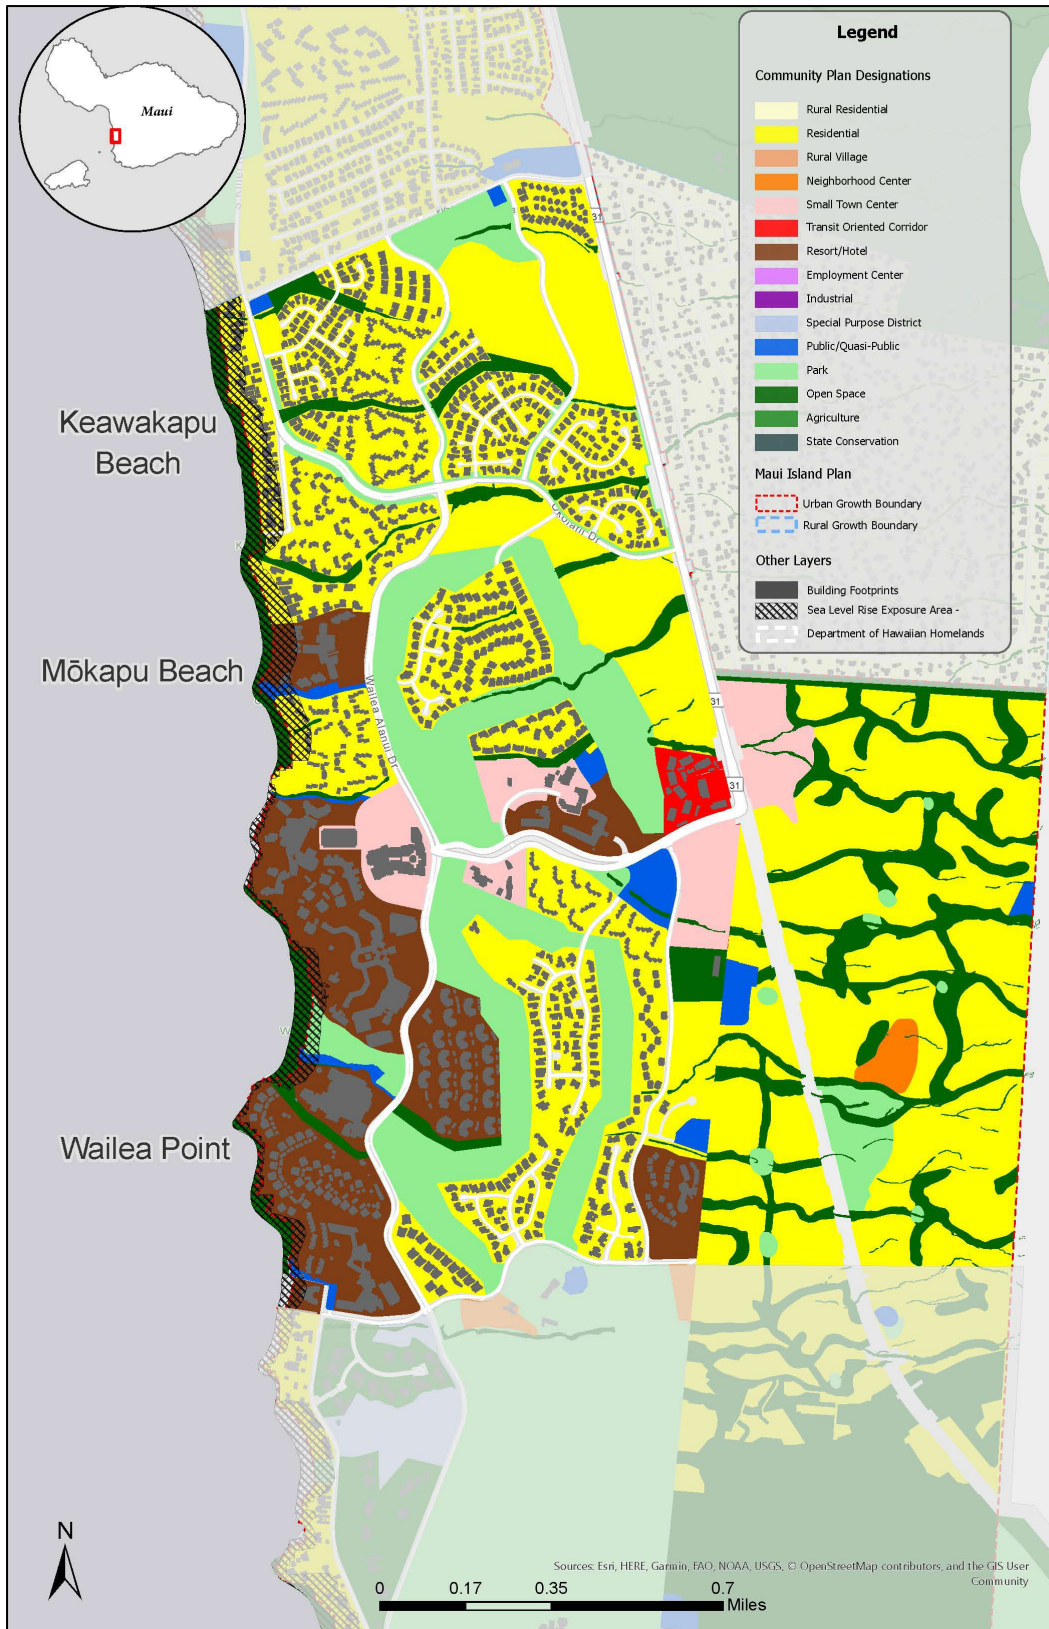 Legend
Community Plan Designations
Rural Residential
Residential
Rural Village
Neighborhood Center
Small Town Center
Transit Oriented Corridor
Resort/Hotel
Employment Center
Industrial
Special Purpose District
Public/Quasi-Public
Park
Open Space
Agriculture
State Conservation
Maui Island Plan
Urban Growth Boundary
Rural Growth Boundary
Other Layers
Building Footprints
Sea Level Rise Exposure Area -
Department of Hawaiian Homelands
Maui
31
Keawakapu
Beach
Okolani Dr
Mōkapu Beach
Wailea Alanui Dr
31
31
Wailea Point
N
Sources: Esri, HERE, Garmin, FAO, NOAA, USGS, © OpenStreetMap contributors, and the GIS User
Community
0 0.17 0.35 0.7
Miles